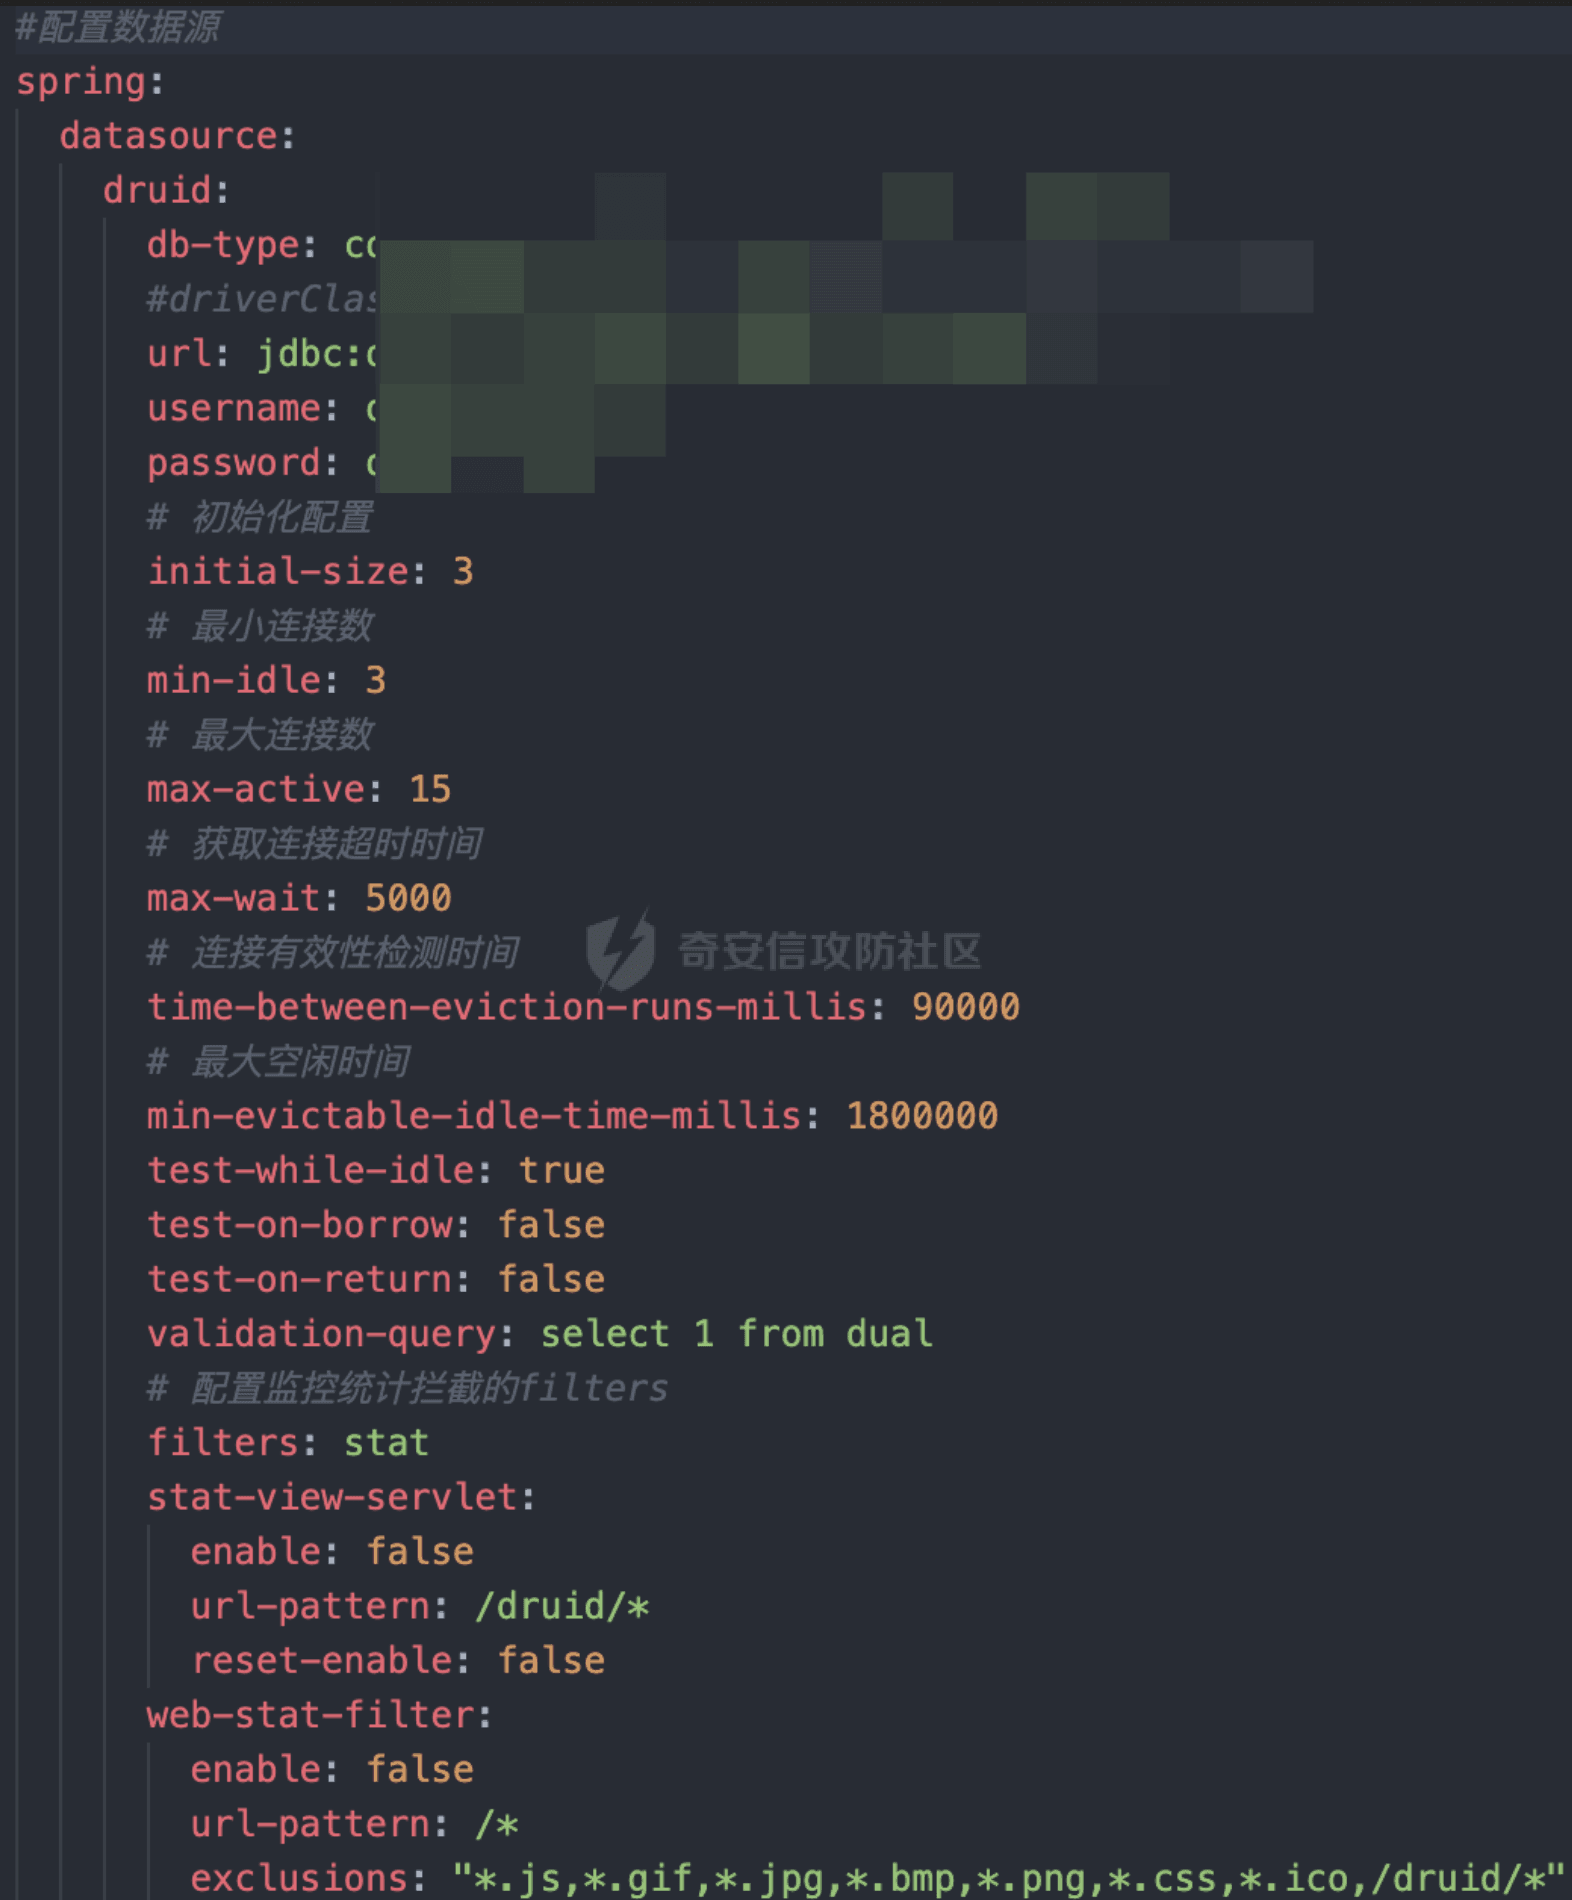 #配置数据源
spring:
datasource:
druid:
db-type:
url: jdbc:
username:
password:
# 初始化配置
initial-size: 3
# 最小连接数
min-idle: 3
# 最大连接数
max-active: 15
# 获取连接超时时间
max-wait: 5000
# 连接有效性检测时间
奇安信攻防社区
time-between-eviction-runs-millis: 90000
# 最大空闲时间
min-evictable-idle-time-millis: 1800000
test-while-idle: true
test-on-borrow: false
test-on-return: false
validation-query: select 1 from dual
# 配置监控统计拦截的filters
filters: stat
stat-view-servlet:
enable: false
url-pattern: /druid/*
reset-enable: false
web-stat-filter:
enable: false
url-pattern: /*
exclusions: "*.js,*.gif,*.jpg,*.bmp,*.png,*.css,*.ico,/druid/*"